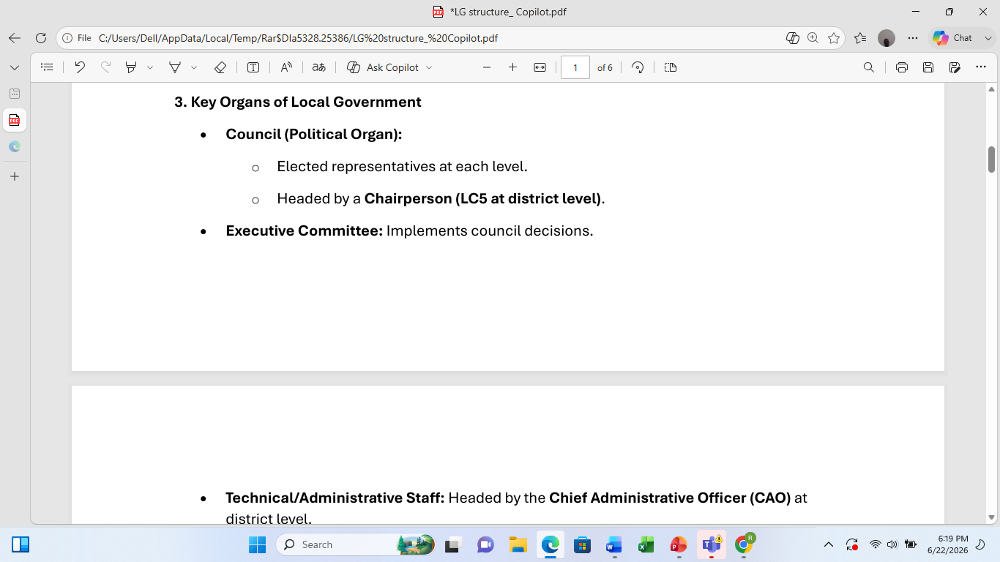 *LG structure_ Copilot.pdf
File C:/Users/Dell/AppData/Local/Temp/Rar$DIa5328.25386/LG%20structure_%20Copilot.pdf
Chat
Ask Copilot
1 of 6
3. Key Organs of Local Government
• Council (Political Organ):
o Elected representatives at each level.
o Headed by a Chairperson (LC5 at district level).
• Executive Committee: Implements council decisions.
• Technical/Administrative Staff: Headed by the Chief Administrative Officer (CAO) at
district level.
Search
6:19 PM
6/22/2026